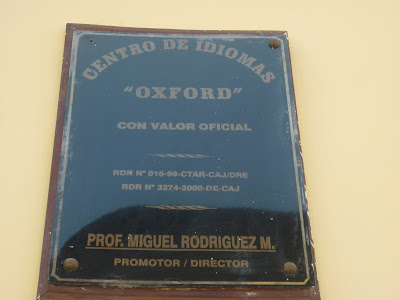 CENTRO DE IDIOMAS
"OXFORD"
CON VALOR OFICIAL
RDR Nº 016-98-CTAR-CAJ/DRE
RDR Nº 3274-2000-DE-CAJ
PROF. MIGUEL RODRIGUEZ M.
PROMOTOR / DIRECTOR